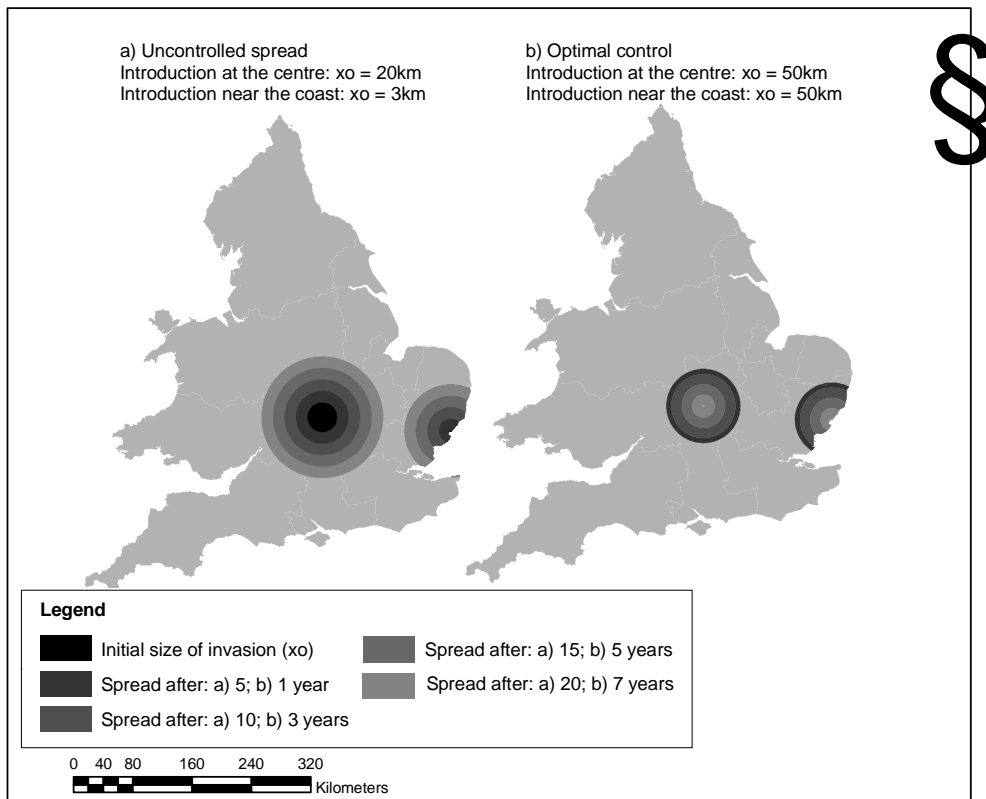 a) Uncontrolled spread
Introduction at the centre: xo = 20km
Introduction near the coast: xo = 3km
b) Optimal control
Introduction at the centre: xo = 50km
Introduction near the coast: xo = 50km
§
Legend
Initial size of invasion (xo)
Spread after: a) 5; b) 1 year
Spread after: a) 10; b) 3 years
Spread after: a) 15; b) 5 years
Spread after: a) 20; b) 7 years
0 40 80 160 240 320
Kilometers